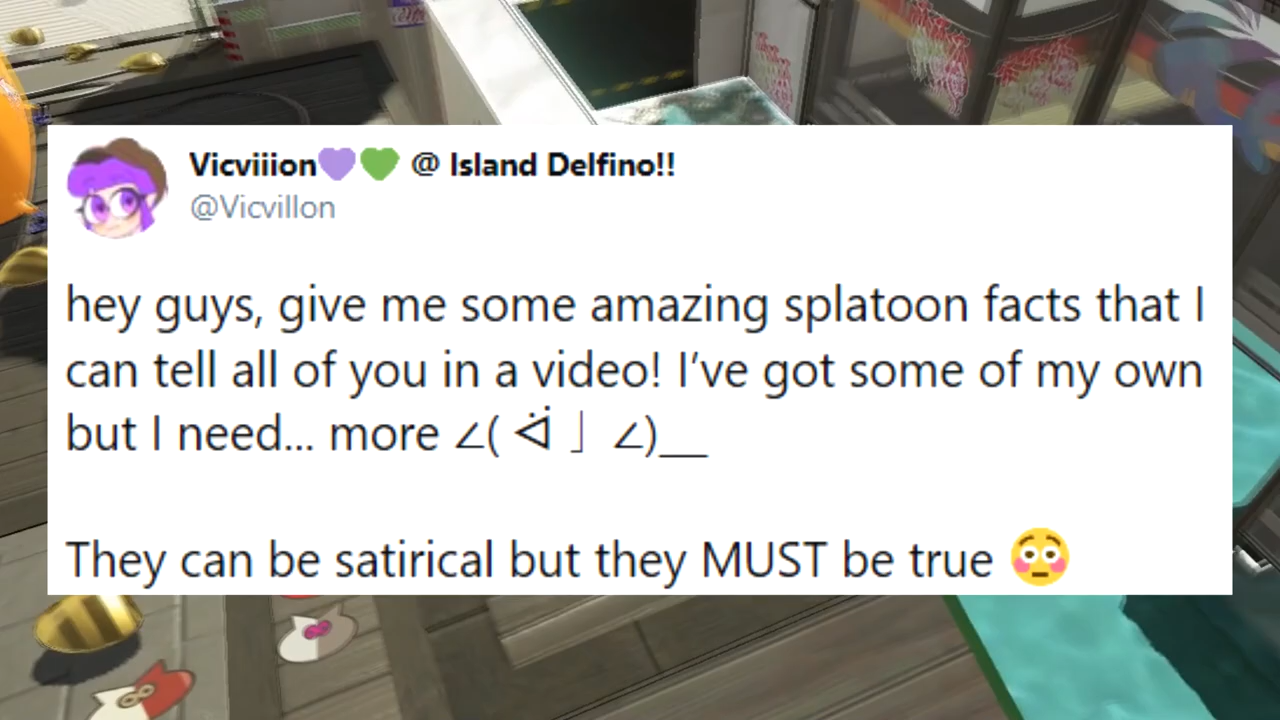 Vicviiion💜💚 @ Island Delfino!!
@Vicvillon
hey guys, give me some amazing splatoon facts that I
can tell all of you in a video! I’ve got some of my own
but I need... more ∠( ᐛ 」∠)__
They can be satirical but they MUST be true 😳